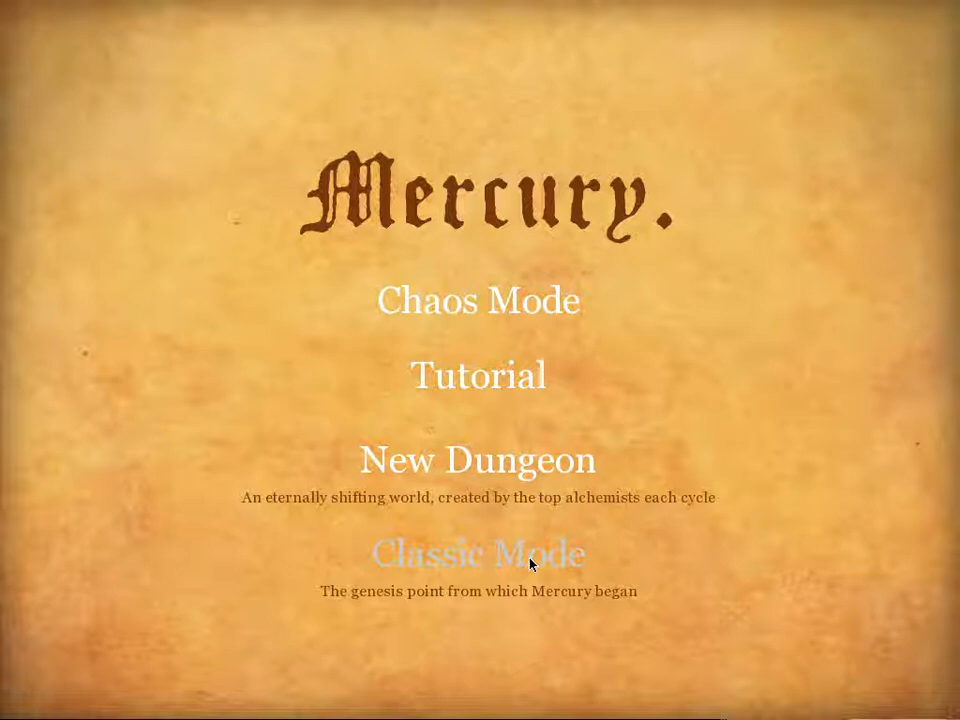 Mercury.
Chaos Mode
Tutorial
New Dungeon
An eternally shifting world, created by the top alchemists each cycle
Classic Mode
The genesis point from which Mercury began